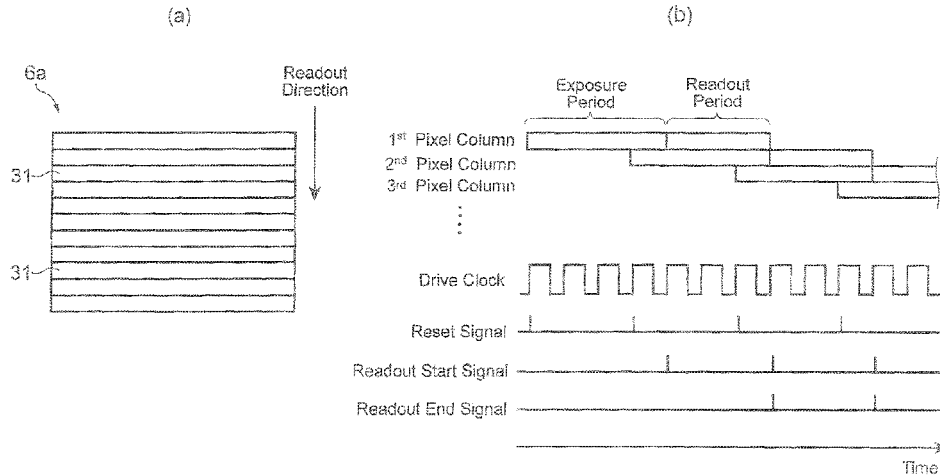 (a)
6a
Readout
Direction
31
31
(b)
Exposure
Period
Readout
Period
1st Pixel Column
2nd Pixel Column
3rd Pixel Column
Drive Clock
Reset Signal
Readout Start Signal
Readout End Signal
Time